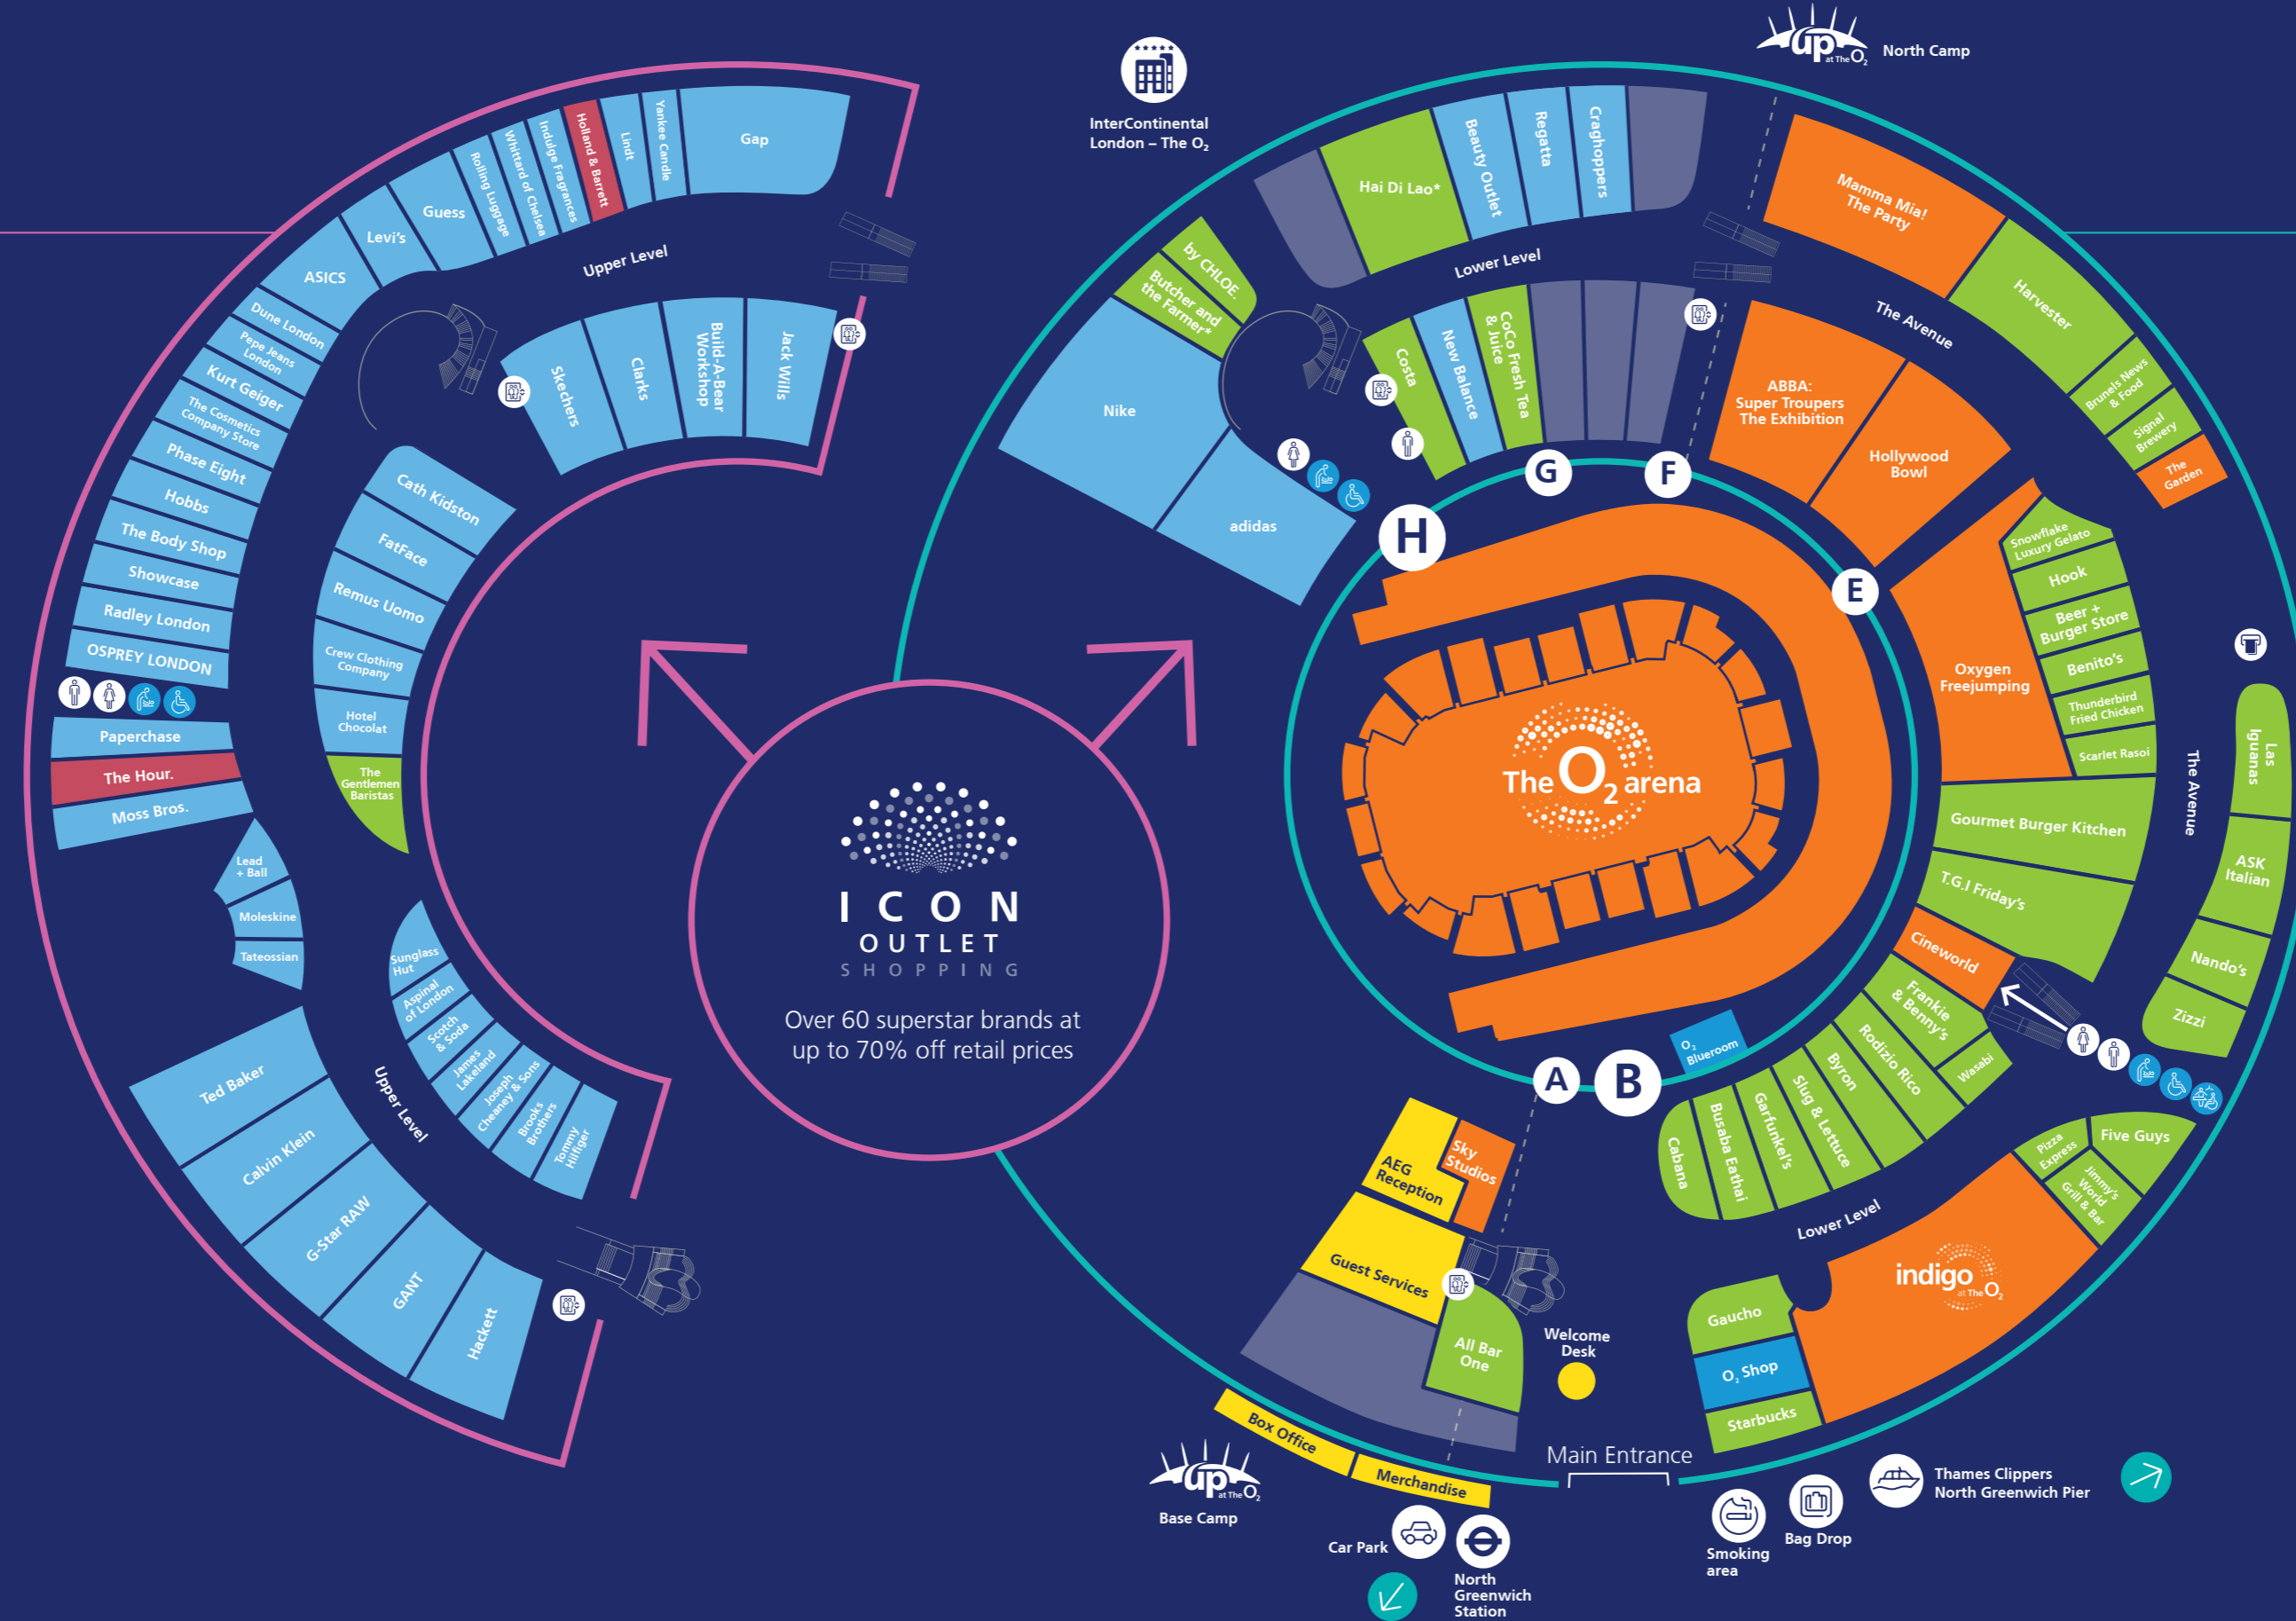 up
at The O2
North Camp
InterContinental
London – The O2
Gap
Yankee Candle
Lindt
Holland & Barrett
Indulge Fragrances
Whittard of Chelsea
Rolling Luggage
Guess
Levi's
ASICS
Dune London
Pepe Jeans
London
Kurt Geiger
The Cosmetics
Company Store
Phase Eight
Hobbs
The Body Shop
Showcase
Radley London
OSPREY LONDON
Paperchase
The Hour.
Moss Bros.
Lead
+ Ball
Moleskine
Tateossian
Ted Baker
Calvin Klein
G-Star RAW
GANT
Hackett
Upper Level
Skechers
Clarks
Build-A-Bear
Workshop
Jack Wills
Cath Kidston
FatFace
Remus Uomo
Crew Clothing
Company
Hotel
Chocolat
The
Gentlemen
Baristas
Sunglass
Hut
Aspinal
of London
Scotch
& Soda
James
Lakeland
Joseph
Cheaney & Sons
Brooks
Brothers
Tommy
Hilfiger
Upper Level
ICON
OUTLET
SHOPPING
Over 60 superstar brands at
up to 70% off retail prices
Hai Di Lao*
Beauty Outlet
Regatta
Craghoppers
Lower Level
by CHLOE.
Butcher and
the Farmer*
Nike
adidas
Costa
New Balance
CoCo Fresh Tea
& Juice
G
F
H
E
A
B
Mamma Mia!
The Party
Harvester
The Avenue
Brunels News
& Food
Signal
Brewery
The
Garden
ABBA:
Super Troupers
The Exhibition
Hollywood
Bowl
Snowflake
Luxury Gelato
Hook
Beer +
Burger Store
Benito's
Thunderbird
Fried Chicken
Scarlet Rasoi
Oxygen
Freejumping
Gourmet Burger Kitchen
T.G.I Friday's
Cineworld
The Avenue
Las
Iguanas
ASK
Italian
Nando's
Zizzi
The O2 arena
O2
Blueroom
Frankie
& Benny's
Wasabi
Rodizio Rico
Byron
Slug & Lettuce
Garfunkel's
Busaba Eathai
Cabana
Pizza
Express
Five Guys
Jimmy's
World
Grill & Bar
Lower Level
indigo
at The O2
Gaucho
O2 Shop
Starbucks
Sky
Studios
AEG
Reception
Guest Services
All Bar
One
Welcome
Desk
Box Office
Merchandise
Main Entrance
up
at The O2
Base Camp
Car Park
North
Greenwich
Station
Smoking
area
Bag Drop
Thames Clippers
North Greenwich Pier